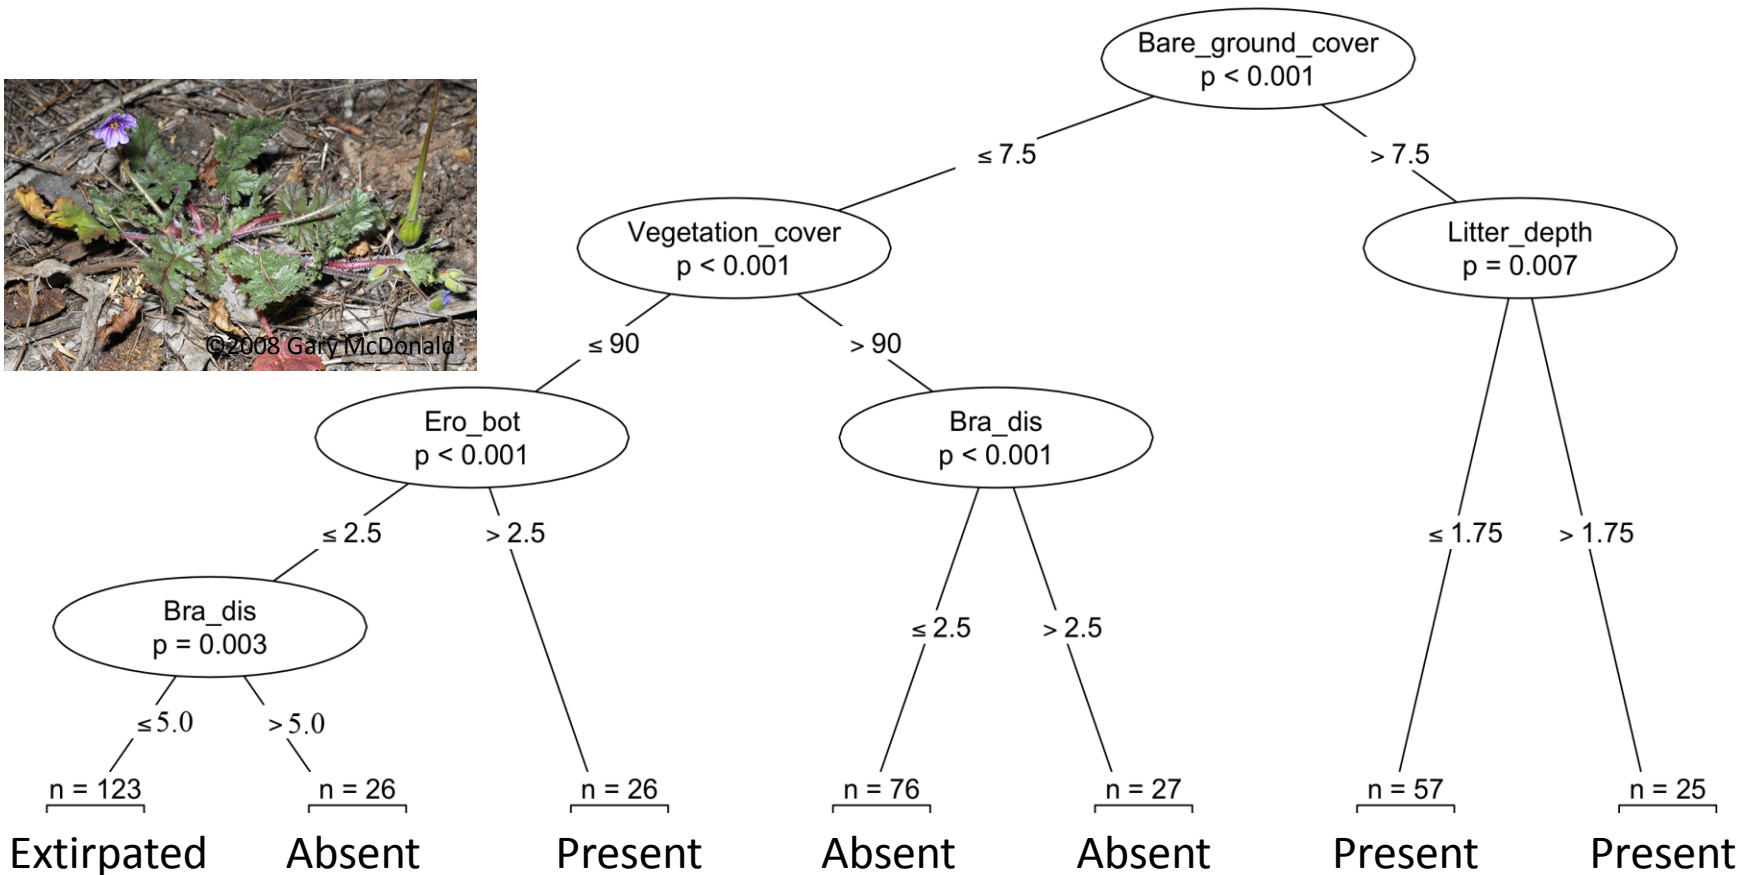 Bare_ground_cover
p < 0.001
≤ 7.5
> 7.5
Vegetation_cover
p < 0.001
Litter_depth
p = 0.007
©2008 Gary McDonald
≤ 90
> 90
Ero_bot
p < 0.001
Bra_dis
p < 0.001
≤ 2.5
> 2.5
≤ 1.75
> 1.75
Bra_dis
p = 0.003
≤ 2.5
> 2.5
≤5.0
>5.0
n = 123
n = 26
n = 26
n = 76
n = 27
n = 57
n = 25
Extirpated
Absent
Present
Absent
Absent
Present
Present